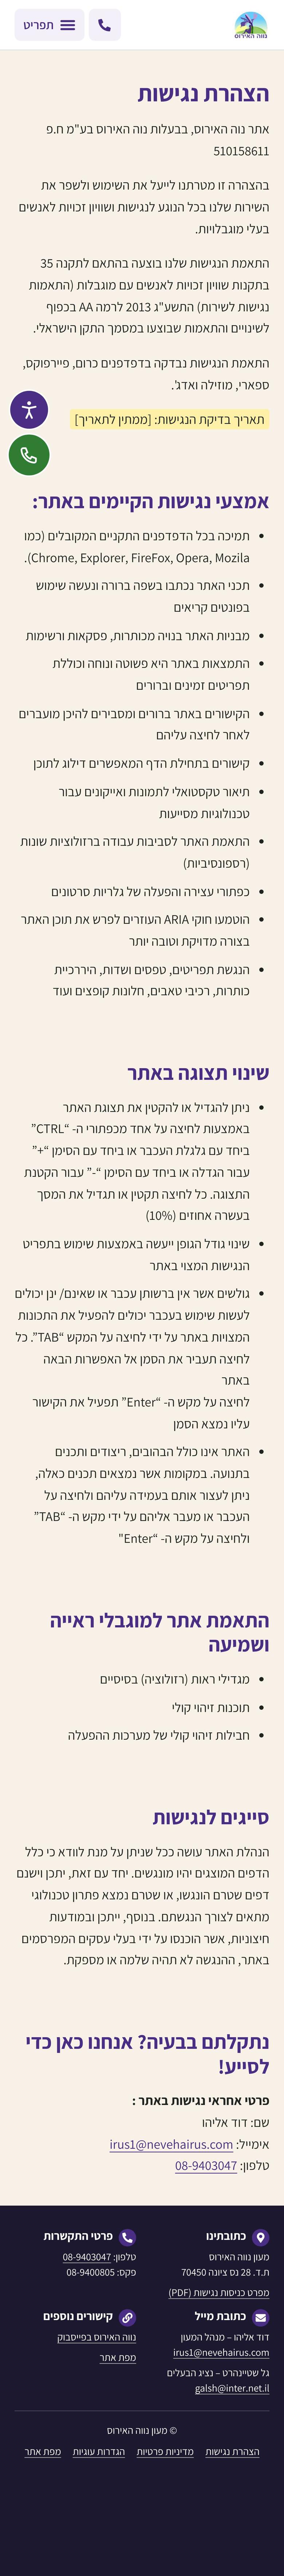 נווה האירוס
תפריט
הצהרת נגישות
אתר נוה האירוס, בבעלות נוה האירוס בע"מ ח.פ
510158611
בהצהרה זו מטרתנו לייעל את השימוש ולשפר את
השירות שלנו בכל הנוגע לנגישות ושוויון זכויות לאנשים
בעלי מוגבלויות.
התאמת הנגישות שלנו בוצעה בהתאם לתקנה 35
בתקנות שוויון זכויות לאנשים עם מוגבלות (התאמות
נגישות לשירות) התשע"ג 2013 לרמה AA בכפוף
לשינויים והתאמות שבוצעו במסמך התקן הישראלי.
התאמת הנגישות נבדקה בדפדפנים כרום, פיירפוקס,
ספארי, מוזילה ואדג'.
תאריך בדיקת הנגישות: [ממתין לתאריך]
אמצעי נגישות הקיימים באתר:
• תמיכה בכל הדפדפנים התקניים המקובלים (כמו
Chrome, Explorer, FireFox, Opera, Mozila).
• תכני האתר נכתבו בשפה ברורה ונעשה שימוש
בפונטים קריאים
• מבניות האתר בנויה מכותרות, פסקאות ורשימות
• התמצאות באתר היא פשוטה ונוחה וכוללת
תפריטים זמינים וברורים
• הקישורים באתר ברורים ומסבירים להיכן מועברים
לאחר לחיצה עליהם
• קישורים בתחילת הדף המאפשרים דילוג לתוכן
• תיאור טקסטואלי לתמונות ואייקונים עבור
טכנולוגיות מסייעות
• התאמת האתר לסביבות עבודה ברזולוציות שונות
(רספונסיביות)
• כפתורי עצירה והפעלה של גלריות סרטונים
• הוטמעו חוקי ARIA העוזרים לפרש את תוכן האתר
בצורה מדויקת וטובה יותר
• הנגשת תפריטים, טפסים ושדות, היררכיית
כותרות, רכיבי טאבים, חלונות קופצים ועוד
שינוי תצוגה באתר
• ניתן להגדיל או להקטין את תצוגת האתר
באמצעות לחיצה על אחד מכפתורי ה- “CTRL”
ביחד עם גלגלת העכבר או ביחד עם הסימן “+”
עבור הגדלה או ביחד עם הסימן “-” עבור הקטנת
התצוגה. כל לחיצה תקטין או תגדיל את המסך
בעשרה אחוזים (10%)
• שינוי גודל הגופן ייעשה באמצעות שימוש בתפריט
הנגישות המצוי באתר
• גולשים אשר אין ברשותן עכבר או שאינם/ ינן יכולים
לעשות שימוש בעכבר יכולים להפעיל את התכונות
המצויות באתר על ידי לחיצה על המקש “TAB”. כל
לחיצה תעביר את הסמן אל האפשרות הבאה
באתר
לחיצה על מקש ה- “Enter” תפעיל את הקישור
עליו נמצא הסמן
• האתר אינו כולל הבהובים, ריצודים ותכנים
בתנועה. במקומות אשר נמצאים תכנים כאלה,
ניתן לעצור אותם בעמידה עליהם ולחיצה על
העכבר או מעבר אליהם על ידי מקש ה- “TAB”
ולחיצה על מקש ה- “Enter"
התאמת אתר למוגבלי ראייה
ושמיעה
• מגדילי ראות (רזולוציה) בסיסיים
• תוכנות זיהוי קולי
• חבילות זיהוי קולי של מערכות ההפעלה
סייגים לנגישות
הנהלת האתר עושה ככל שניתן על מנת לוודא כי כלל
הדפים המוצגים יהיו מונגשים. יחד עם זאת, יתכן וישנם
דפים שטרם הונגשו, או שטרם נמצא פתרון טכנולוגי
מתאים לצורך הנגשתם. בנוסף, ייתכן ובמודעות
חיצוניות, אשר הוכנסו על ידי בעלי עסקים המפרסמים
באתר, ההנגשה לא תהיה שלמה או מספקת.
נתקלתם בבעיה? אנחנו כאן כדי
לסייע!
פרטי אחראי נגישות באתר :
שם: דוד אליהו
אימייל: irus1@nevehairus.com
טלפון: 08-9403047
כתובתינו
מעון נווה האירוס
ת.ד. 28 נס ציונה 70450
מפרט כניסות נגישות (PDF)
פרטי התקשרות
טלפון: 08-9403047
פקס: 08-9400805
כתובת מייל
דוד אליהו – מנהל המעון
irus1@nevehairus.com
גל שטיינהרט – נציג הבעלים
galsh@inter.net.il
קישורים נוספים
נווה האירוס בפייסבוק
מפת אתר
© מעון נווה האירוס
הצהרת נגישות מדיניות פרטיות הגדרות עוגיות מפת אתר